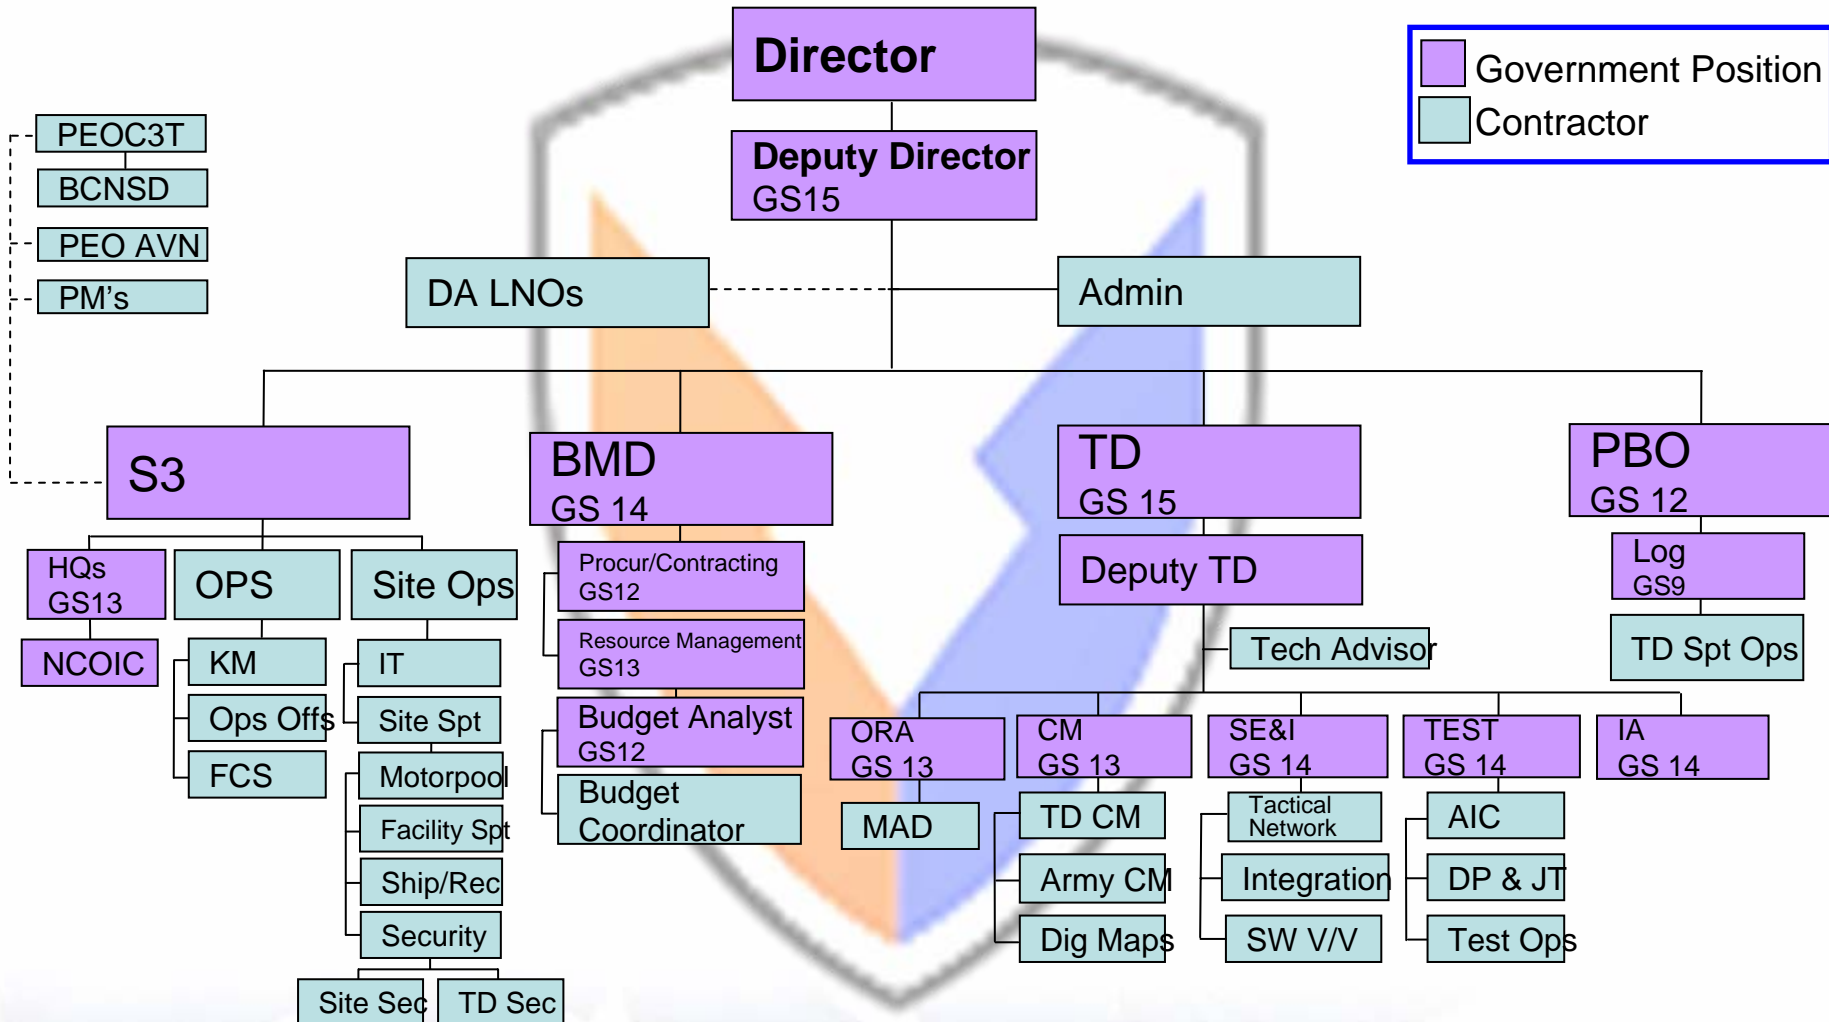 Director
Government Position
Contractor
PEOC3T
BCNSD
PEO AVN
PM's
Deputy Director
GS15
DA LNOs
Admin
S3
BMD
GS 14
TD
GS 15
PBO
GS 12
HQs
GS13
NCOIC
OPS
KM
Ops Offs
FCS
Site Ops
IT
Site Spt
Motorpool
Facility Spt
Ship/Rec
Security
Site Sec
TD Sec
Procur/Contracting
GS12
Resource Management
GS13
Budget Analyst
GS12
Budget
Coordinator
Deputy TD
Tech Advisor
ORA
GS 13
MAD
CM
GS 13
TD CM
Army CM
Dig Maps
SE&I
GS 14
Tactical
Network
Integration
SW V/V
TEST
GS 14
AIC
DP & JT
Test Ops
IA
GS 14
Log
GS9
TD Spt Ops